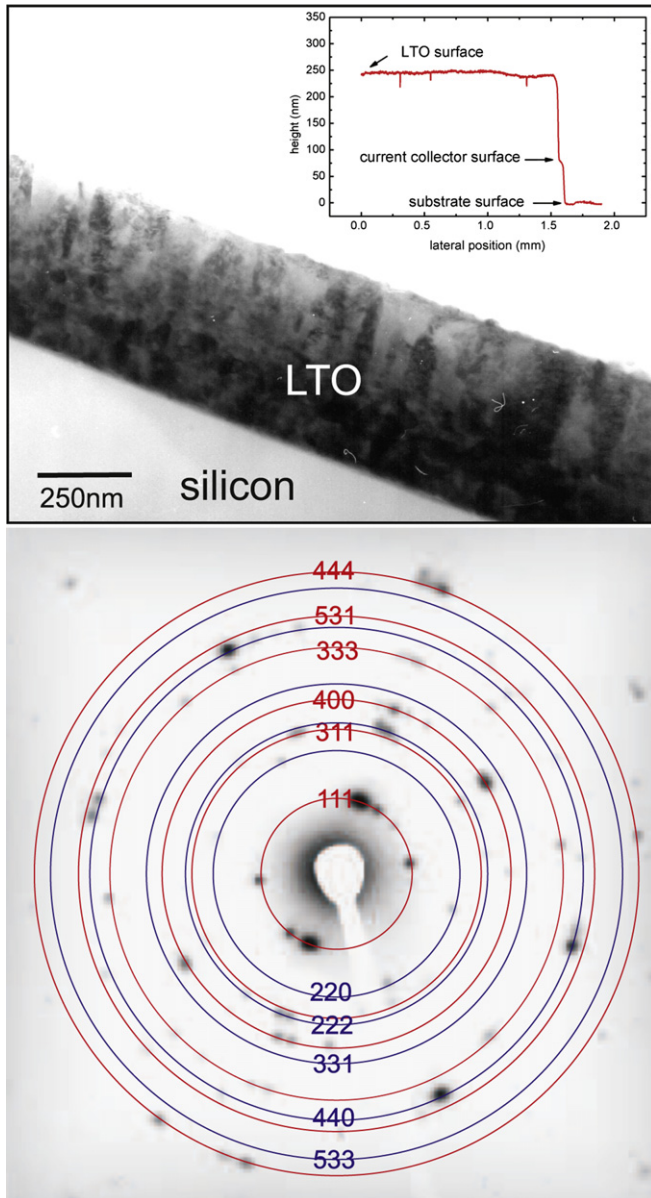 350
300
250
200
150
100
50
0
height (nm)
LTO surface
current collector surface
substrate surface
0.0 0.5 1.0 1.5 2.0
lateral position (mm)
LTO
250nm
silicon
444
531
333
400
311
111
220
222
331
440
533